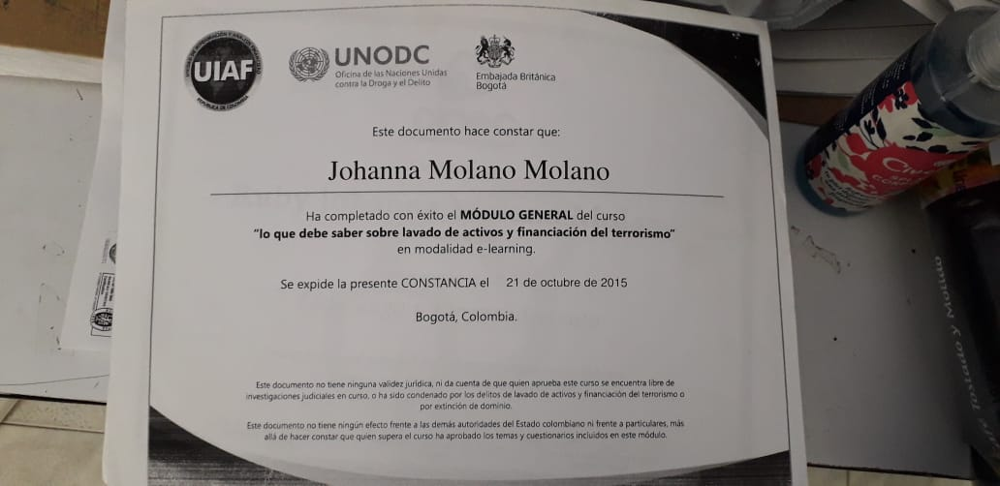 UIAF
REPÚBLICA DE COLOMBIA
UNODC
Oficina de las Naciones Unidas
contra la Droga y el Delito
Embajada Británica
Bogotá
Este documento hace constar que:
Johanna Molano Molano
Ha completado con éxito el MÓDULO GENERAL del curso
"lo que debe saber sobre lavado de activos y financiación del terrorismo"
en modalidad e-learning.
Se expide la presente CONSTANCIA el 21 de octubre de 2015
Bogotá, Colombia.
Este documento no tiene ninguna validez jurídica, ni da cuenta de que quien aprueba este curso se encuentra libre de
investigaciones judiciales en curso, o ha sido condenado por los delitos de lavado de activos y financiación del terrorismo o
por extinción de dominio.
Este documento no tiene ningún efecto frente a las demás autoridades del Estado colombiano ni frente a particulares, más
allá de hacer constar que quien supera el curso ha aprobado los temas y cuestionarios incluidos en este módulo.
Tostado y Molido